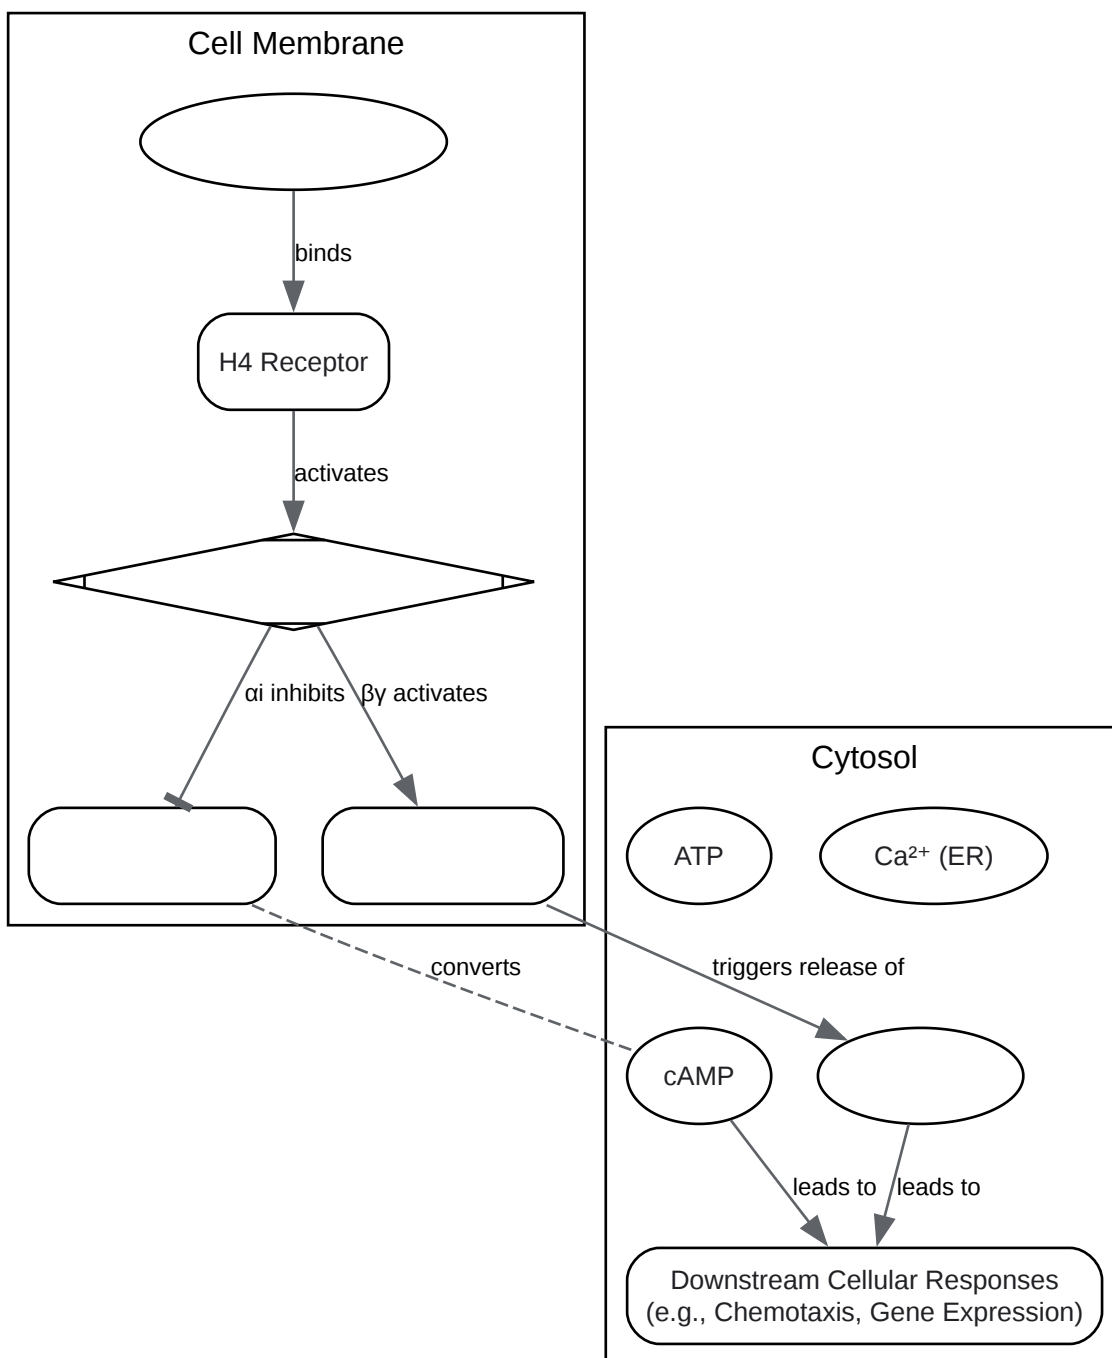 Cell Membrane
binds
H4 Receptor
activates
αi inhibits
βγ activates
Cytosol
ATP
Ca²⁺ (ER)
converts
triggers release of
cAMP
leads to
leads to
Downstream Cellular Responses
(e.g., Chemotaxis, Gene Expression)